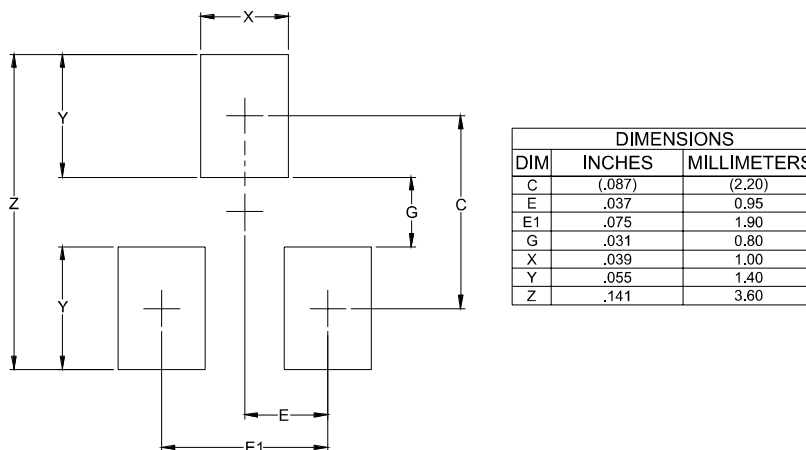 X
Y
Z
C
G
Y
E
E1
DIMENSIONS
DIM INCHES MILLIMETERS
C (.087) (2.20)
E .037 0.95
E1 .075 1.90
G .031 0.80
X .039 1.00
Y .055 1.40
Z .141 3.60